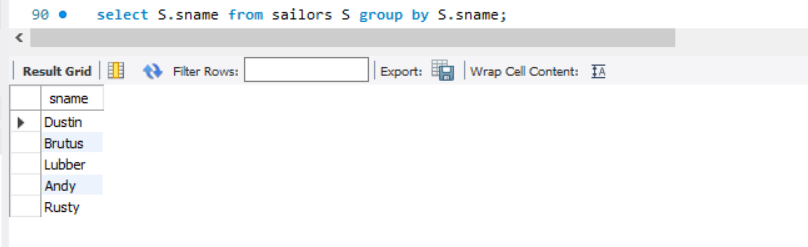 90 select S.sname from sailors S group by S.sname;
Result Grid Filter Rows: Export: Wrap Cell Content: IA
sname
Dustin
Brutus
Lubber
Andy
Rusty